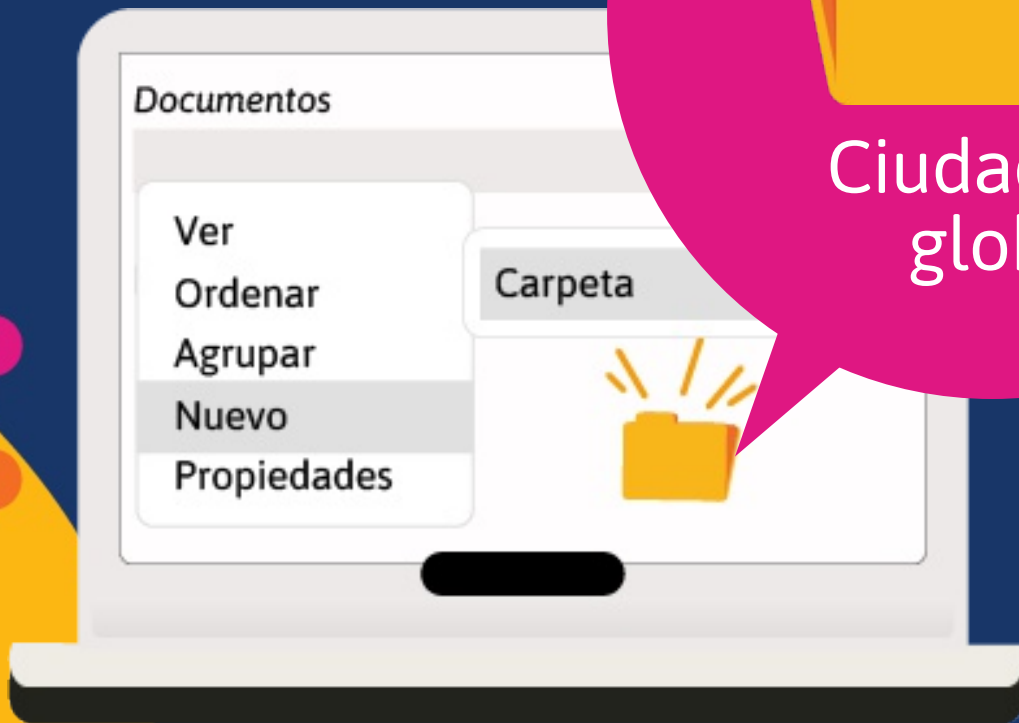 Documentos
Ver
Ordenar
Agrupar
Nuevo
Propiedades
Carpeta